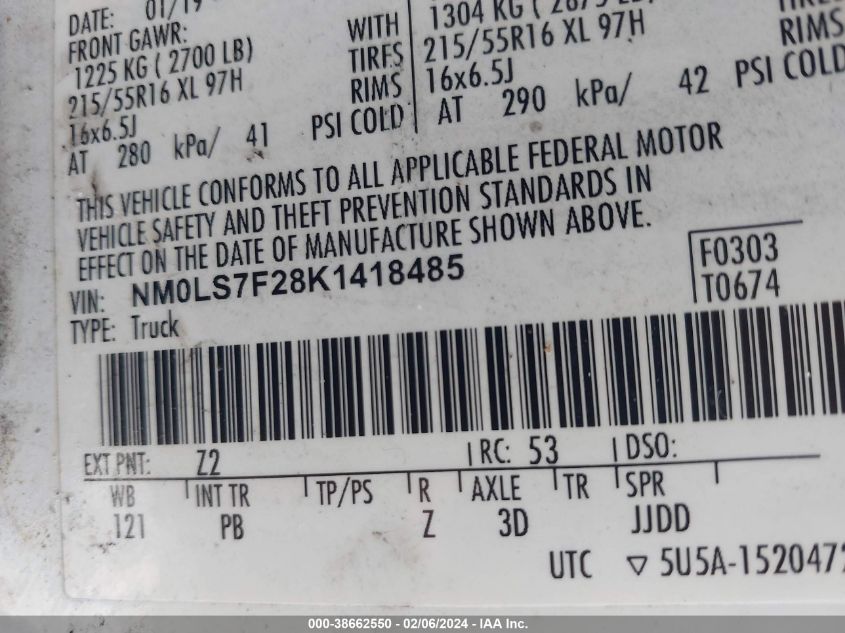 DATE: 01/19
FRONT GAWR:
1225 KG ( 2700 LB) WITH
215/55R16 XL 97H TIRES
16x6.5J RIMS
AT 280 kPa/ 41 PSI COLD
1304 KG ( 2875 LB)
215/55R16 XL 97H TIRES
16x6.5J RIMS
AT 290 kPa/ 42 PSI COLD
THIS VEHICLE CONFORMS TO ALL APPLICABLE FEDERAL MOTOR
VEHICLE SAFETY AND THEFT PREVENTION STANDARDS IN
EFFECT ON THE DATE OF MANUFACTURE SHOWN ABOVE.
VIN: NM0LS7F28K1418485
F0303
T0674
TYPE: Truck
EXT PNT: Z2 RC: 53 DSO:
WB INT TR TP/PS R AXLE TR SPR
121 PB Z 3D JJDD
UTC ▽ 5U5A-1520472
000-38662550 - 02/06/2024 - IAA Inc.